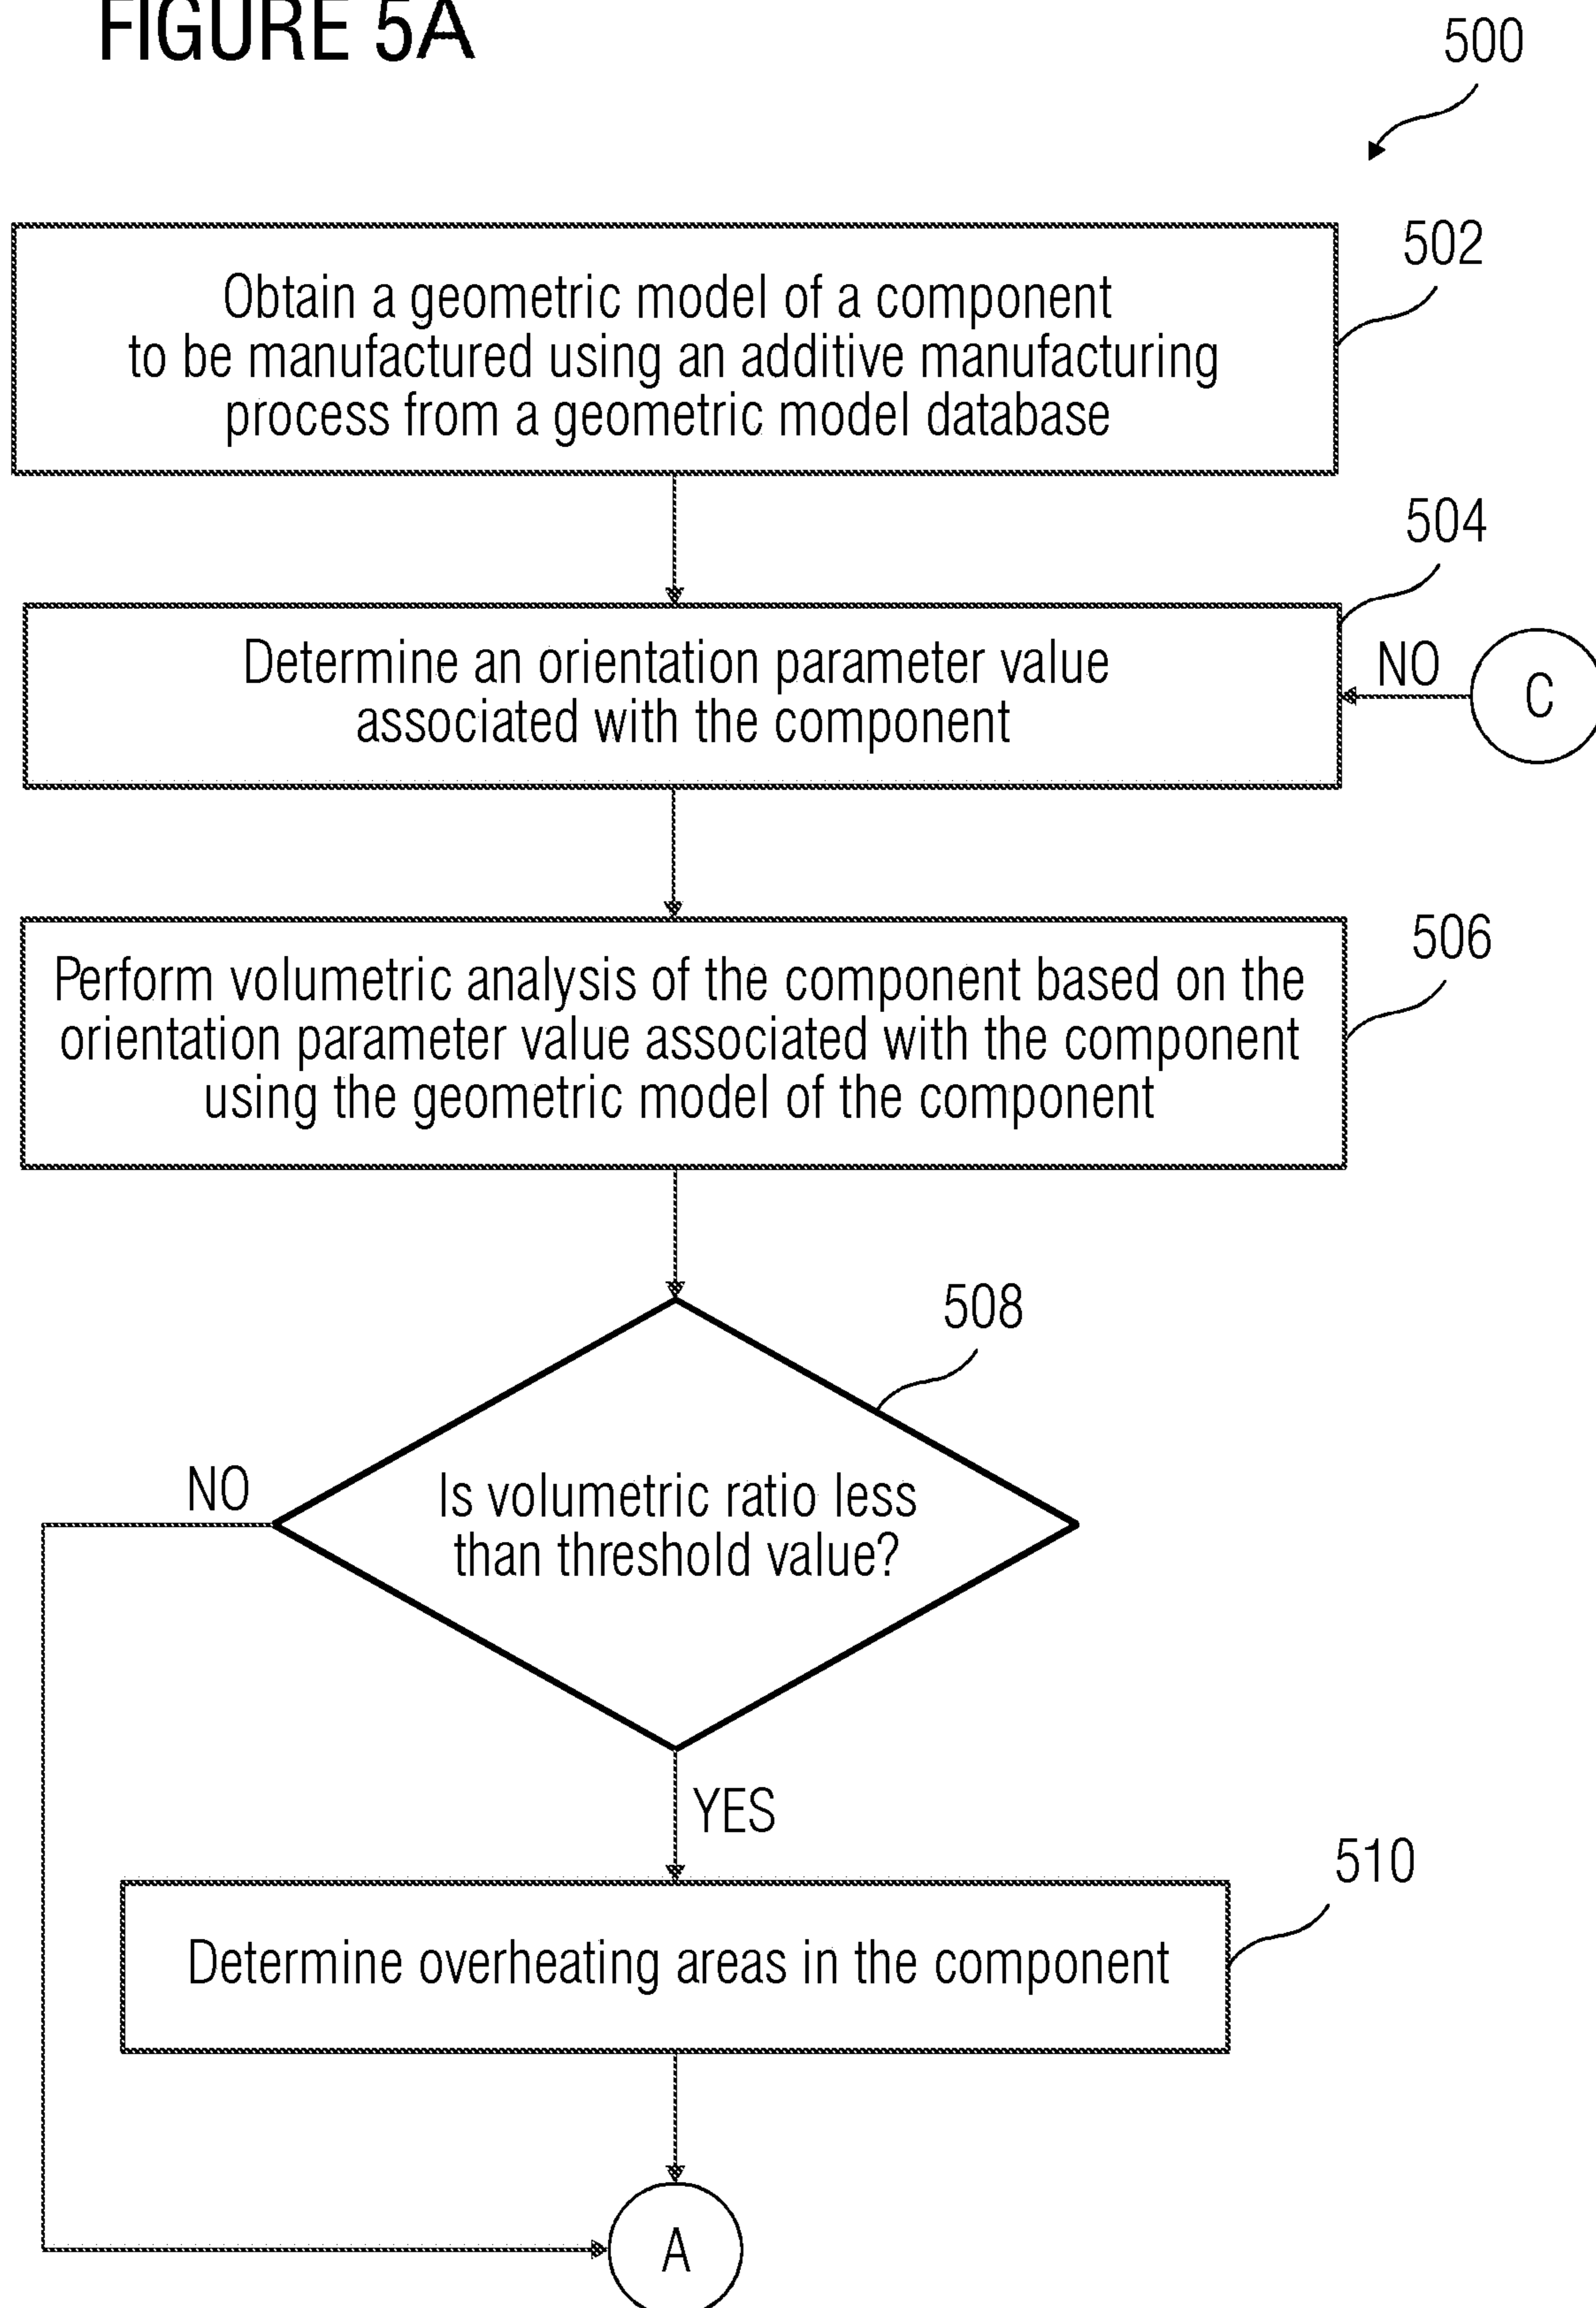 FIGURE 5A
500
502
Obtain a geometric model of a component
to be manufactured using an additive manufacturing
process from a geometric model database
504
Determine an orientation parameter value
associated with the component
NO
C
506
Perform volumetric analysis of the component based on the
orientation parameter value associated with the component
using the geometric model of the component
508
Is volumetric ratio less
than threshold value?
NO
YES
510
Determine overheating areas in the component
A